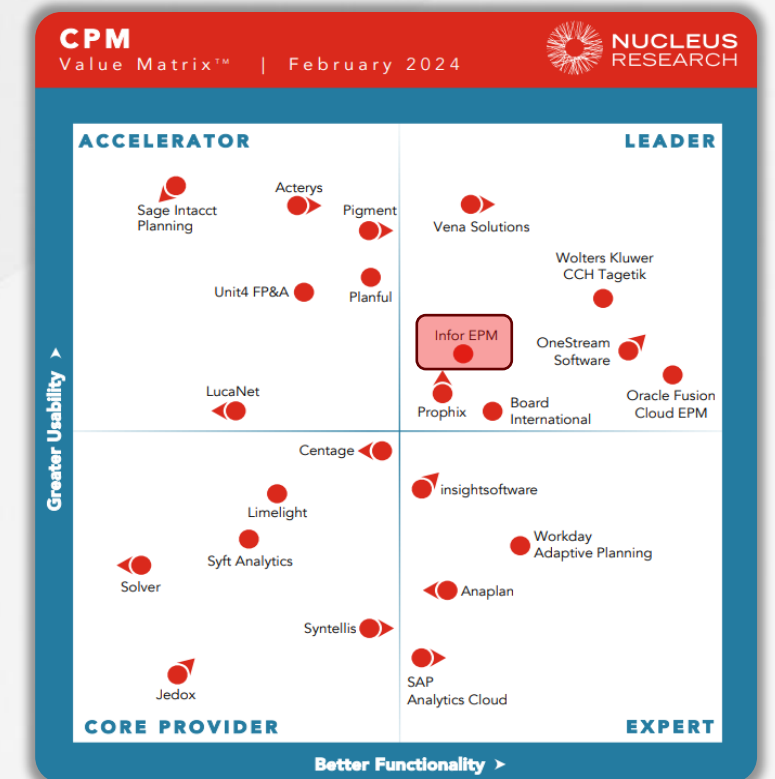 CPM
Value Matrix™ | February 2024
NUCLEUS
RESEARCH
ACCELERATOR
LEADER
Sage Intacct
Planning
Acterys
Pigment
Vena Solutions
Wolters Kluwer
CCH Tagetik
Unit4 FP&A
Planful
Infor EPM
OneStream
Software
LucaNet
Prophix
Board
International
Oracle Fusion
Cloud EPM
Greater Usability
Centage
insightsoftware
Limelight
Workday
Adaptive Planning
Syft Analytics
Solver
Anaplan
Syntellis
Jedox
SAP
Analytics Cloud
CORE PROVIDER
EXPERT
Better Functionality